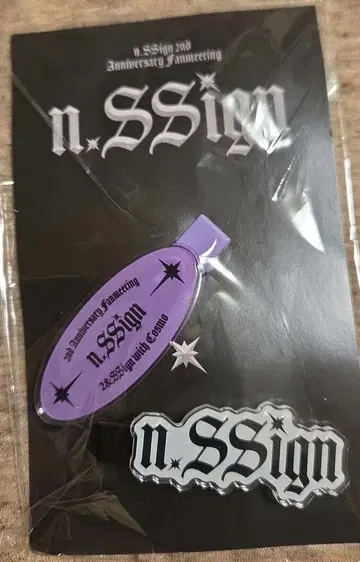 n.SSign 2nd
Anniversary Fanmeeting
n.SSign
2nd Anniversary Fanmeeting
n.SSign
2&SSign with Cosmo
n.SSign